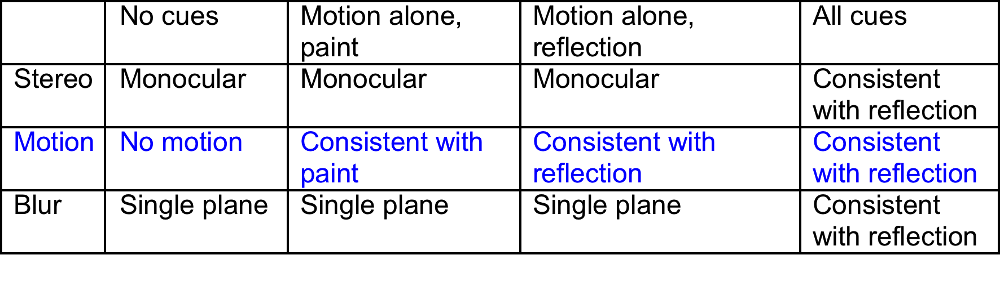 No cues Motion alone, Motion alone, All cues
paint reflection
Stereo Monocular Monocular Monocular Consistent
with reflection
Motion No motion Consistent with Consistent with Consistent
paint reflection with reflection
Blur Single plane Single plane Single plane Consistent
with reflection